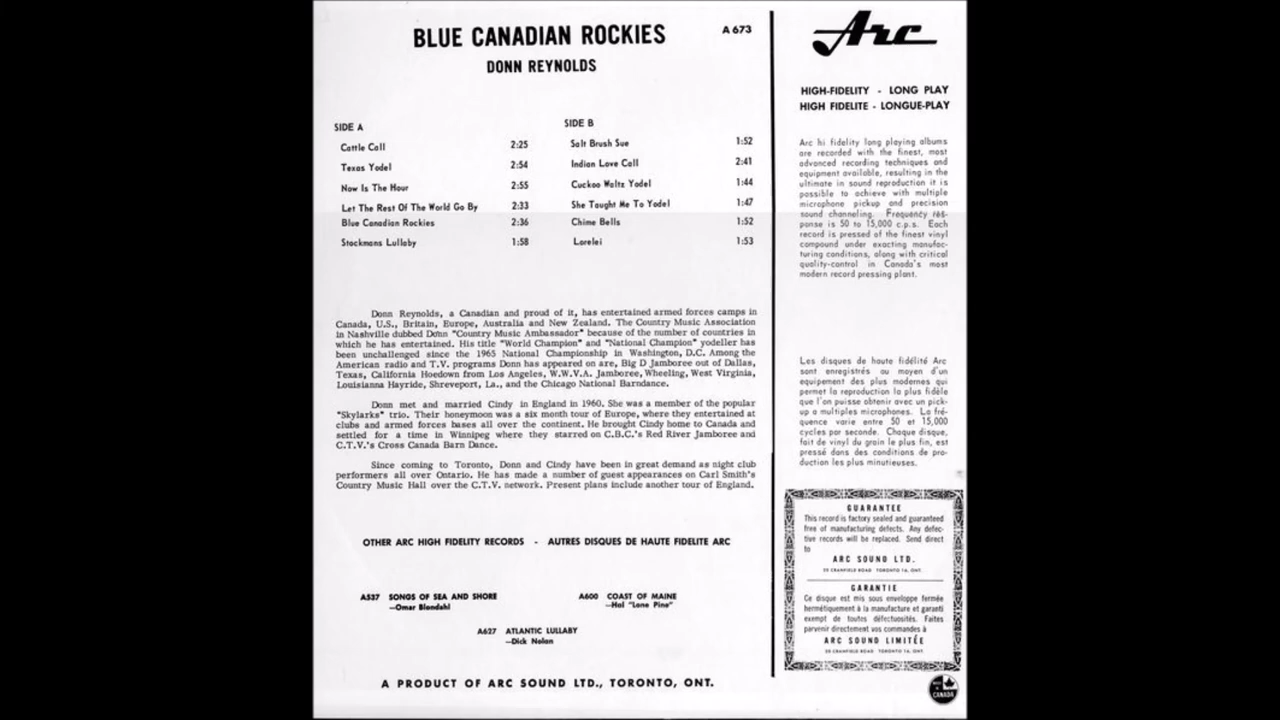 BLUE CANADIAN ROCKIES
A 673
DONN REYNOLDS
SIDE A
Cattle Call 2:25
Texas Yodel 2:54
Now Is The Hour 2:55
Let The Rest Of The World Go By 2:33
Blue Canadian Rockies 2:36
Stockmans Lullaby 1:58
SIDE B
Salt Brush Sue 1:52
Indian Love Call 2:41
Cuckoo Waltz Yodel 1:44
She Taught Me To Yodel 1:47
Chime Bells 1:52
Lorelei 1:53
Donn Reynolds, a Canadian and proud of it, has entertained armed forces camps in
Canada, U.S., Britain, Europe, Australia and New Zealand. The Country Music Association
in Nashville dubbed Donn "Country Music Ambassador" because of the number of countries in
which he has entertained. His title "World Champion" and "National Champion" yodeller has
been unchallenged since the 1965 National Championship in Washington, D.C. Among the
American radio and T.V. programs Donn has appeared on are, Big D Jamboree out of Dallas,
Texas, California Hoedown from Los Angeles, W.W.V.A. Jamboree, Wheeling, West Virginia,
Louisianna Hayride, Shreveport, La., and the Chicago National Barndance.
Donn met and married Cindy in England in 1960. She was a member of the popular
"Skylarks" trio. Their honeymoon was a six month tour of Europe, where they entertained at
clubs and armed forces bases all over the continent. He brought Cindy home to Canada and
settled for a time in Winnipeg where they starred on C.B.C.'s Red River Jamboree and
C.T.V.'s Cross Canada Barn Dance.
Since coming to Toronto, Donn and Cindy have been in great demand as night club
performers all over Ontario. He has made a number of guest appearances on Carl Smith's
Country Music Hall over the C.T.V. network. Present plans include another tour of England.
OTHER ARC HIGH FIDELITY RECORDS - AUTRES DISQUES DE HAUTE FIDELITE ARC
A537 SONGS OF SEA AND SHORE
—Omar Blondahl
A600 COAST OF MAINE
—Hal "Lone Pine"
A627 ATLANTIC LULLABY
—Dick Nolan
A PRODUCT OF ARC SOUND LTD., TORONTO, ONT.
Arc
HIGH-FIDELITY - LONG PLAY
HIGH FIDELITE - LONGUE-PLAY
Arc hi fidelity long playing albums
are recorded with the finest, most
advanced recording techniques and
equipment available, resulting in the
ultimate in sound reproduction it is
possible to achieve with multiple
microphone pickup and precision
sound channeling. Frequency res-
ponse is 50 to 15,000 c.p.s. Each
record is pressed of the finest vinyl
compound under exacting manufac-
turing conditions, along with critical
quality-control in Canada's most
modern record pressing plant.
Les disques de haute fidélité Arc
sont enregistrés au moyen d'un
equipement des plus modernes qui
permet la reproduction la plus fidèle
que l'on puisse obtenir avec un pick-
up a multiples microphones. La fré-
quence varie entre 50 et 15,000
cycles par seconde. Chaque disque,
fait de vinyl du grain le plus fin, est
pressé dans des conditions de pro-
duction les plus minutieuses.
GUARANTEE
This record is factory sealed and guaranteed
free of manufacturing defects. Any defec-
tive records will be replaced. Send direct
to
ARC SOUND LTD.
20 CRANFIELD ROAD TORONTO 16, ONT.
GARANTIE
Ce disque est mis sous enveloppe fermée
hermétiquement à la manufacture et garanti
exempt de toutes défectuosités. Faites
parvenir directement vos commandes à
ARC SOUND LIMITÉE
20 CRANFIELD ROAD TORONTO 16, ONT.
MADE
IN
CANADA